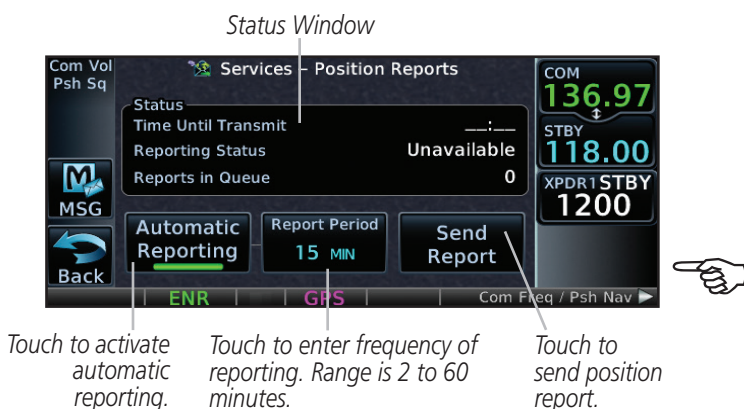 Status Window
Com Vol
Psh Sq
Services – Position Reports
COM
136.97
STBY
118.00
XPDR1 STBY
1200
Status
Time Until Transmit __:__
Reporting Status Unavailable
Reports in Queue 0
MSG
Back
Automatic
Reporting
Report Period
15 MIN
Send
Report
ENR GPS Com Freq / Psh Nav
Touch to activate
automatic
reporting.
Touch to enter frequency of
reporting. Range is 2 to 60
minutes.
Touch to
send position
report.